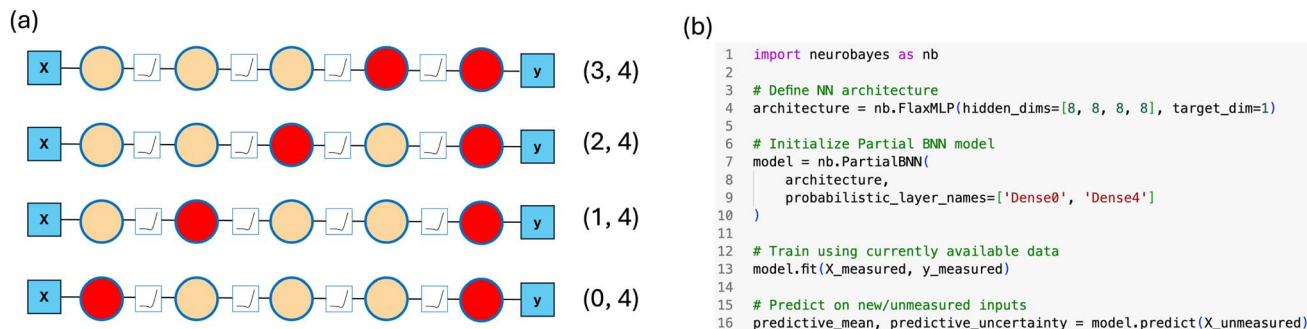 (a)
X y (3, 4)
X y (2, 4)
X y (1, 4)
X y (0, 4)
(b)
1 import neurobayes as nb
2
3 # Define NN architecture
4 architecture = nb.FlaxMLP(hidden_dims=[8, 8, 8, 8], target_dim=1)
5
6 # Initialize Partial BNN model
7 model = nb.PartialBNN(
8     architecture,
9     probabilistic_layer_names=['Dense0', 'Dense4']
10 )
11
12 # Train using currently available data
13 model.fit(X_measured, y_measured)
14
15 # Predict on new/unmeasured inputs
16 predictive_mean, predictive_uncertainty = model.predict(X_unmeasured)